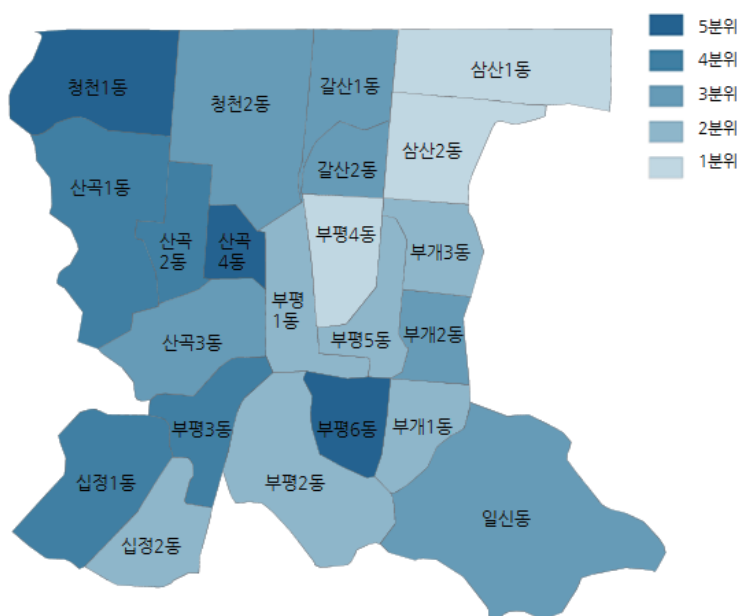 5분위
4분위
3분위
2분위
1분위
청천1동
청천2동
갈산1동
삼산1동
산곡1동
갈산2동
삼산2동
산곡
2동
산곡
4동
부평4동
부개3동
부평
1동
산곡3동
부평5동
부개2동
부평3동
부평6동
부개1동
십정1동
부평2동
십정2동
일신동